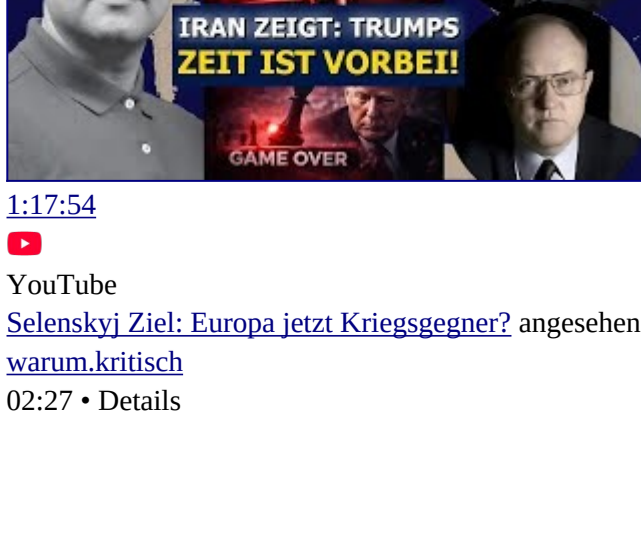 IRAN ZEIGT: TRUMPS
ZEIT IST VORBEI!
GAME OVER
1:17:54
YouTube
Selenskyj Ziel: Europa jetzt Kriegsgegner? angesehen
warum.kritisch
02:27 • Details